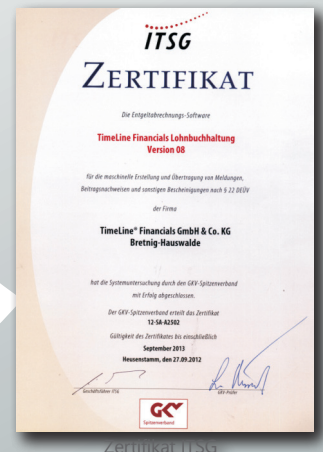 ITSG
ZERTIFIKAT
Die Entgeltabrechnungs-Software
TimeLine Financials Lohnbuchhaltung
Version 08
für die maschinelle Erstellung und Übertragung von Meldungen,
Beitragsnachweisen und sonstigen Bescheinigungen nach § 22 DEÜV
der Firma
TimeLine® Financials GmbH & Co. KG
Bretnig-Hauswalde
hat die Systemuntersuchung durch den GKV-Spitzenverband
mit Erfolg abgeschlossen.
Der GKV-Spitzenverband erteilt das Zertifikat
12-SA-A2502
Gültigkeit des Zertifikates bis einschließlich
September 2013
Heusenstamm, den 27.09.2012
Geschäftsführer ITSG
GKV-Prüfer
GKV
Spitzenverband
Zertifikat ITSG